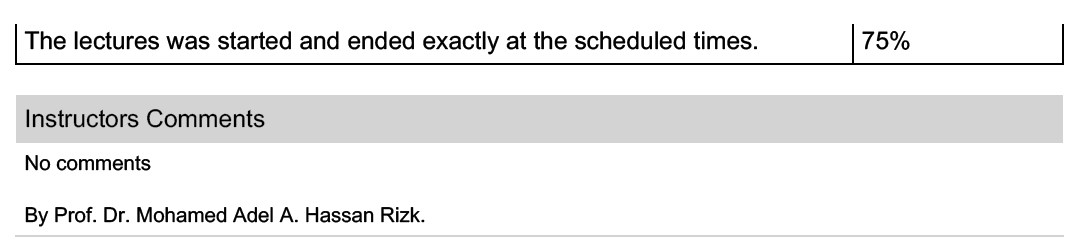 The lectures was started and ended exactly at the scheduled times. 75%
Instructors Comments
No comments
By Prof. Dr. Mohamed Adel A. Hassan Rizk.